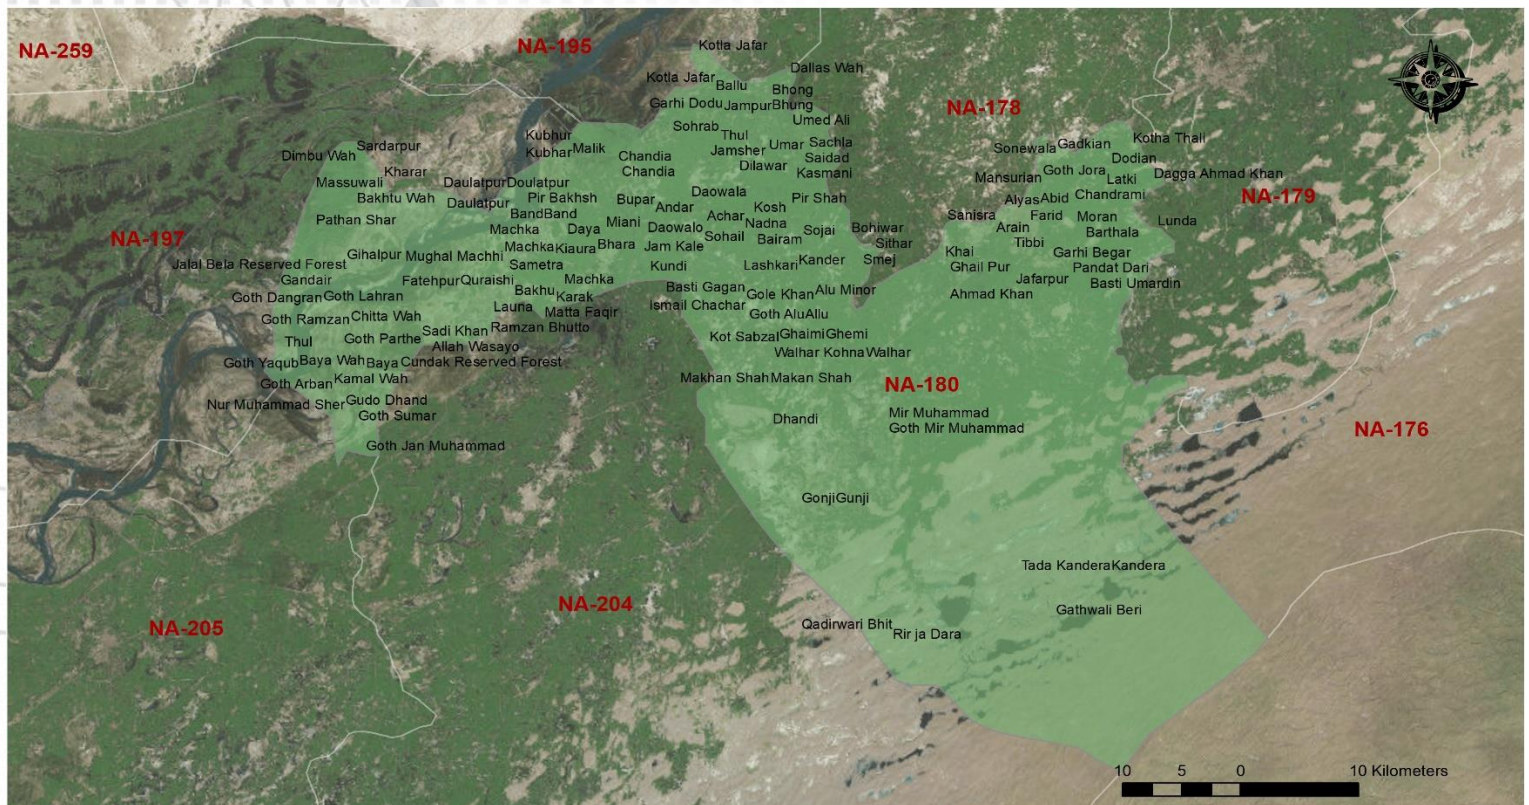 NA-259
NA-195
Kotla Jafar
Dallas Wah
Kotla Jafar
Ballu
Bhong
Garhi Dodu
Jampur
Bhung
NA-178
Umed Ali
Sohrab
Kubhur
Thul
Sardarpur
Kubhar
Malik
Jamsher
Umar
Sachla
Sonewala
Gadkian
Kotha Thall
Dimbu Wah
Chandia
Dilawar
Saidad
Dodian
Kharar
Chandia
Kasmani
Goth Jora
Dagga Ahmad Khan
Massuwali
Daulatpur
Doulatpur
Mansurian
Latki
Bakhtu Wah
Daulatpur
Pir Bakhsh
Bupar
Daowala
Pir Shah
Alyas
Abid
Chandrami
NA-179
Band
Band
Andar
Kosh
Pathan Shar
Miani
Achar
Nadna
Sanisra
Farid
Moran
Lunda
Machka
Daya
Daowalo
Sohail
Sojai
Bohiwar
Arain
Barthala
NA-197
Machka
Kiaura
Bhara
Jam Kale
Bairam
Sithar
Tibbi
Gihalpur
Mughal Machhi
Khai
Garhi Begar
Jalal Bela Reserved Forest
Sametra
Kundi
Lashkari
Kander
Smej
Ghail Pur
Pandat Dari
Gandair
Fatehpur
Quraishi
Machka
Jafarpur
Basti Umardin
Goth Dangran
Goth Lahran
Bakhu
Karak
Basti Gagan
Gole Khan
Alu Minor
Ahmad Khan
Launa
Matta Faqir
Ismail Chachar
Goth Alu
Allu
Goth Ramzan
Chitta Wah
Sadi Khan
Ramzan Bhutto
Thul
Goth Parthe
Allah Wasayo
Kot Sabzal
Ghaimi
Ghemi
Goth Yaqub
Baya Wah
Baya
Cundak Reserved Forest
Walhar Kohna
Walhar
Goth Arban
Kamal Wah
Makhan Shah
Makan Shah
NA-180
Nur Muhammad Sher
Gudo Dhand
Goth Sumar
Dhandi
Mir Muhammad
Goth Mir Muhammad
NA-176
Goth Jan Muhammad
Gonji
Gunji
Tada Kandera
Kandera
NA-204
Gathwali Beri
NA-205
Qadirwari Bhit
Rir ja Dara
10 5 0 10 Kilometers